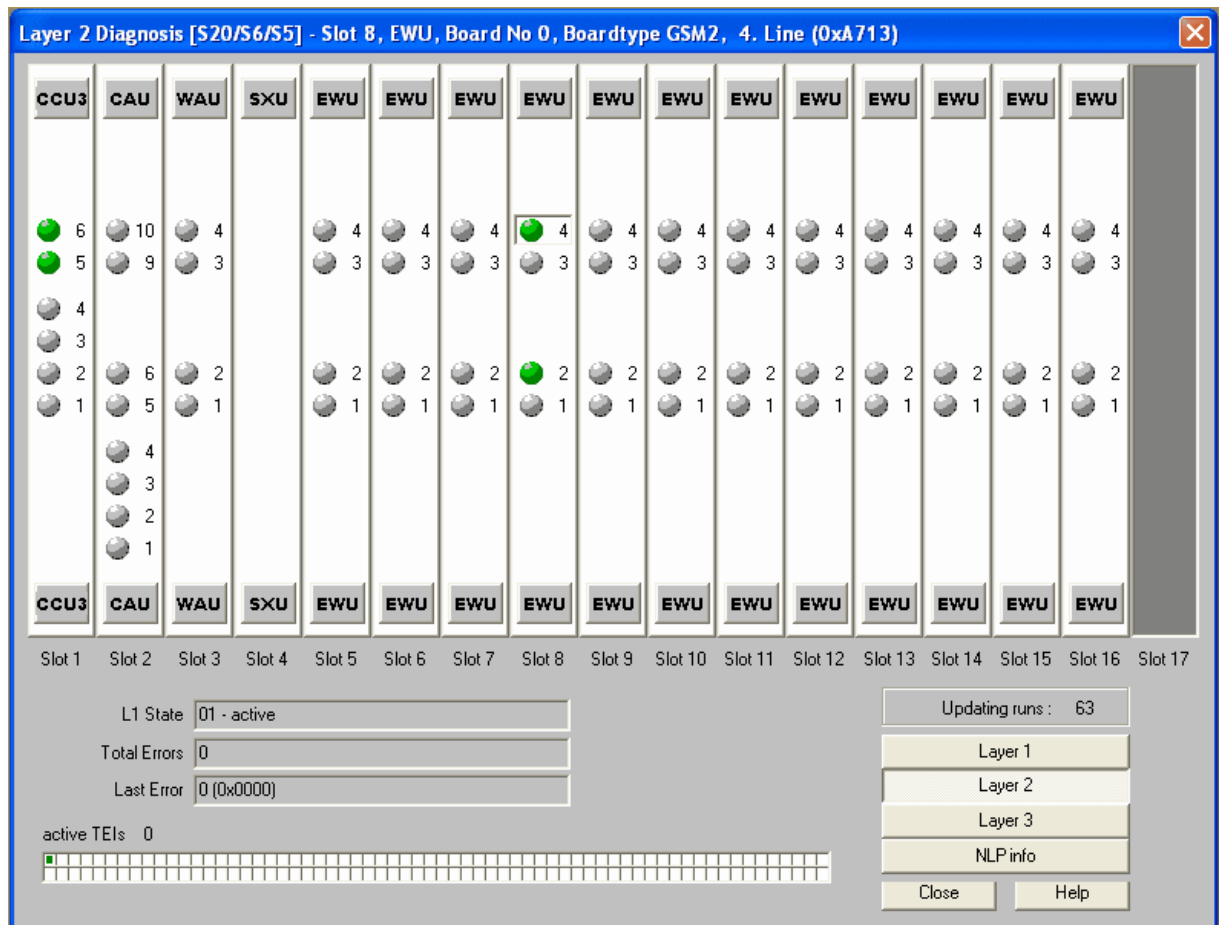 Layer 2 Diagnosis [S20/S6/S5] - Slot 8, EWU, Board No 0, Boardtype GSM2, 4. Line (0xA713)
CCU3 CAU WAU SXU EWU EWU EWU EWU EWU EWU EWU EWU EWU EWU EWU EWU
6 10 4 4 4 4 4 4 4 4 4 4 4 4 4
5 9 3 3 3 3 3 3 3 3 3 3 3 3 3
4
3
2 6 2 2 2 2 2 2 2 2 2 2 2 2 2
1 5 1 1 1 1 1 1 1 1 1 1 1 1 1
4
3
2
1
CCU3 CAU WAU SXU EWU EWU EWU EWU EWU EWU EWU EWU EWU EWU EWU EWU
Slot 1 Slot 2 Slot 3 Slot 4 Slot 5 Slot 6 Slot 7 Slot 8 Slot 9 Slot 10 Slot 11 Slot 12 Slot 13 Slot 14 Slot 15 Slot 16 Slot 17
L1 State 01 - active
Total Errors 0
Last Error 0 (0x0000)
active TEIs 0
Updating runs : 63
Layer 1
Layer 2
Layer 3
NLP info
Close Help